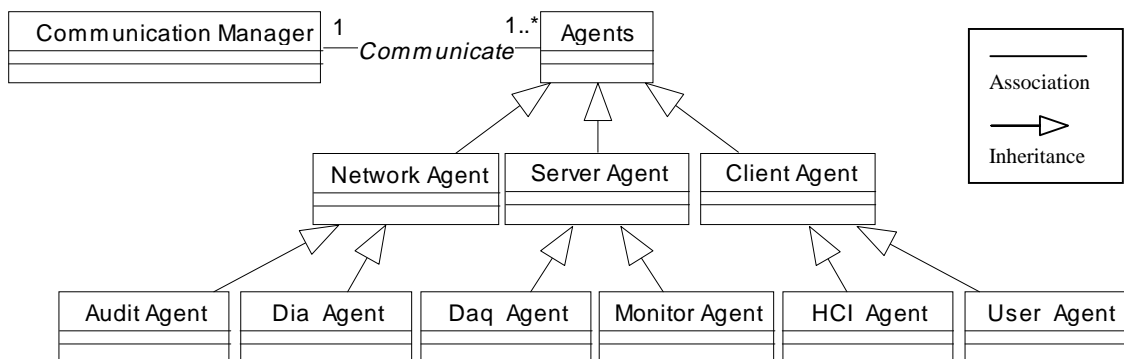 Communication Manager
1
Communicate
1..*
Agents
Association
Inheritance
Network Agent
Server Agent
Client Agent
Audit Agent
Dia Agent
Daq Agent
Monitor Agent
HCI Agent
User Agent